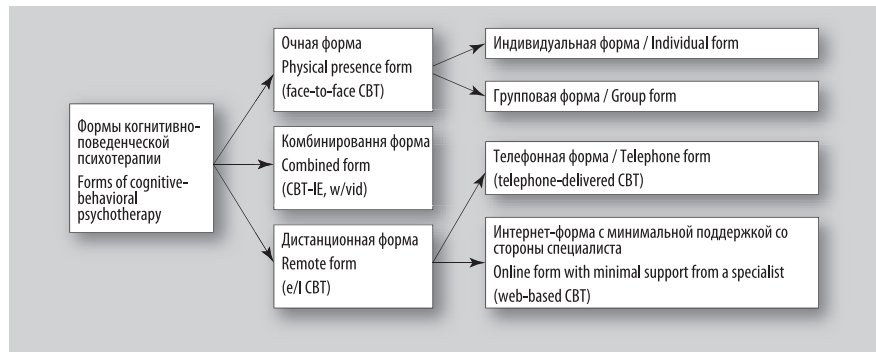 Формы когнитивно-
поведенческой
психотерапии
Forms of cognitive-
behavioral
psychotherapy
Очная форма
Physical presence form
(face-to-face CBT)
Комбинировання форма
Combined form
(CBT-IE, w/vid)
Дистанционная форма
Remote form
(e/I CBT)
Индивидуальная форма / Individual form
Групповая форма / Group form
Телефонная форма / Telephone form
(telephone-delivered CBT)
Интернет-форма с минимальной поддержкой со
стороны специалиста
Online form with minimal support from a specialist
(web-based CBT)